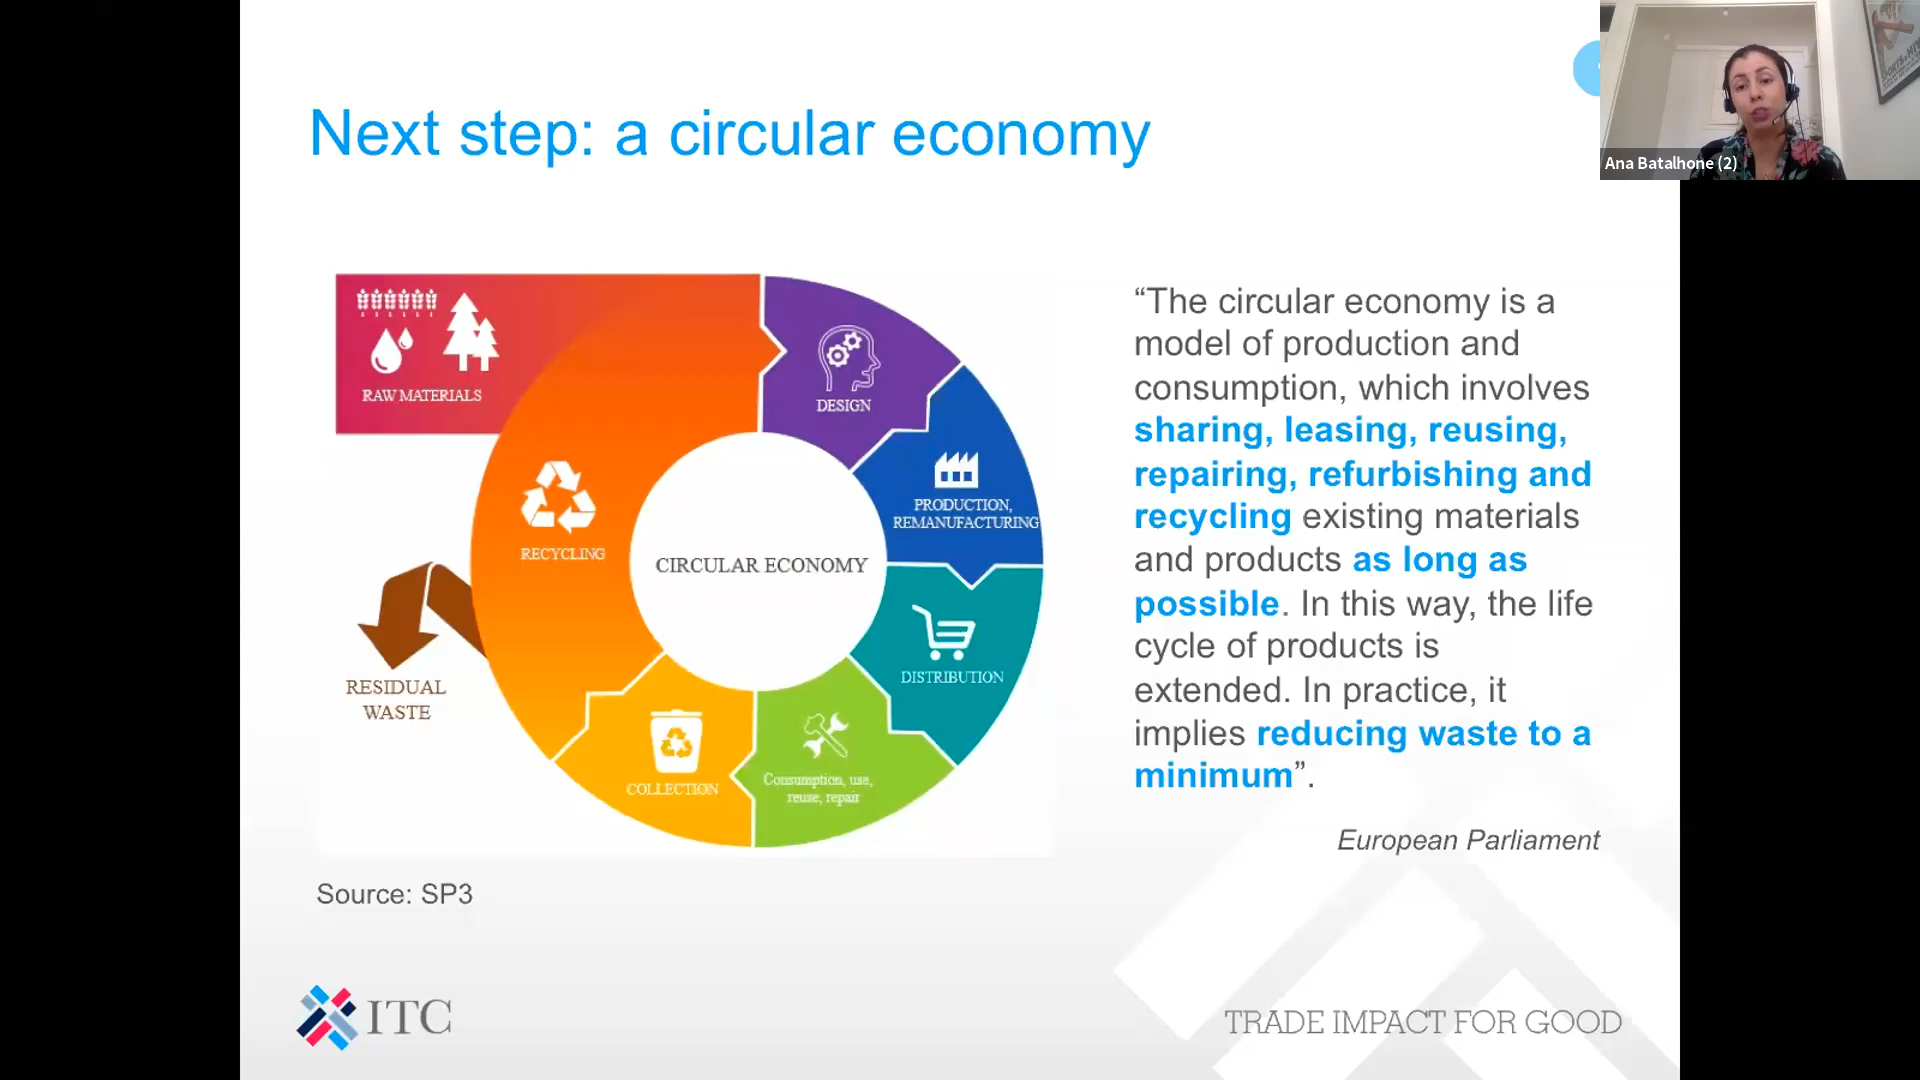 Next step: a circular economy
Ana Batalhone (2)
RAW MATERIALS
DESIGN
PRODUCTION,
REMANUFACTURING
RECYCLING
CIRCULAR ECONOMY
DISTRIBUTION
RESIDUAL
WASTE
COLLECTION
Consumption, use,
reuse, repair
“The circular economy is a
model of production and
consumption, which involves
sharing, leasing, reusing,
repairing, refurbishing and
recycling existing materials
and products as long as
possible. In this way, the life
cycle of products is
extended. In practice, it
implies reducing waste to a
minimum”.
European Parliament
Source: SP3
ITC
TRADE IMPACT FOR GOOD